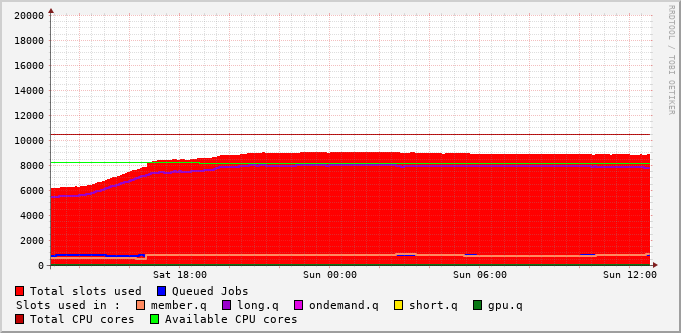 20000
18000
16000
14000
12000
10000
8000
6000
4000
2000
0
Sat 18:00 Sun 00:00 Sun 06:00 Sun 12:00
RRDTOOL / TOBI OETIKER
Total slots used Queued Jobs
Slots used in : member.q long.q ondemand.q short.q gpu.q
Total CPU cores Available CPU cores